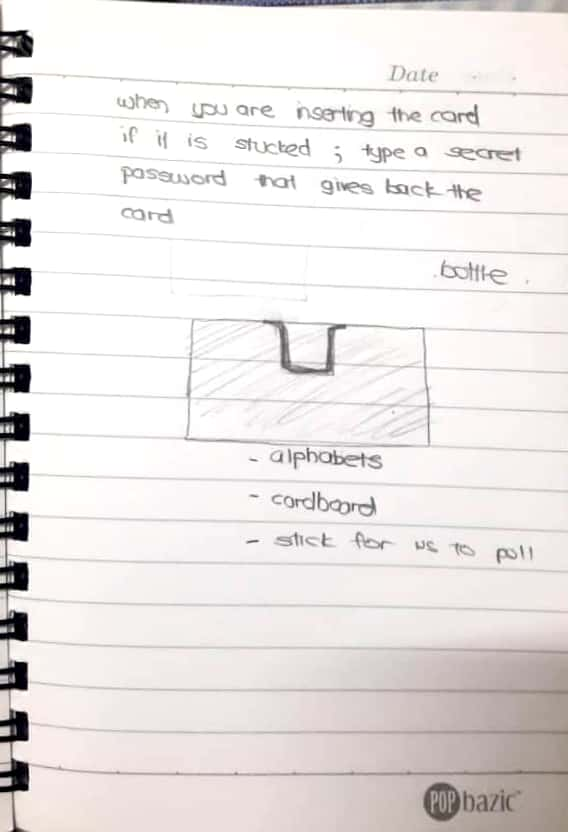 Date
when you are inserting the card
if it is stucked ; type a secret
password that gives back the
card
.bottle .
- alphabets
- cardboard
- stick for us to poll
POP bazic